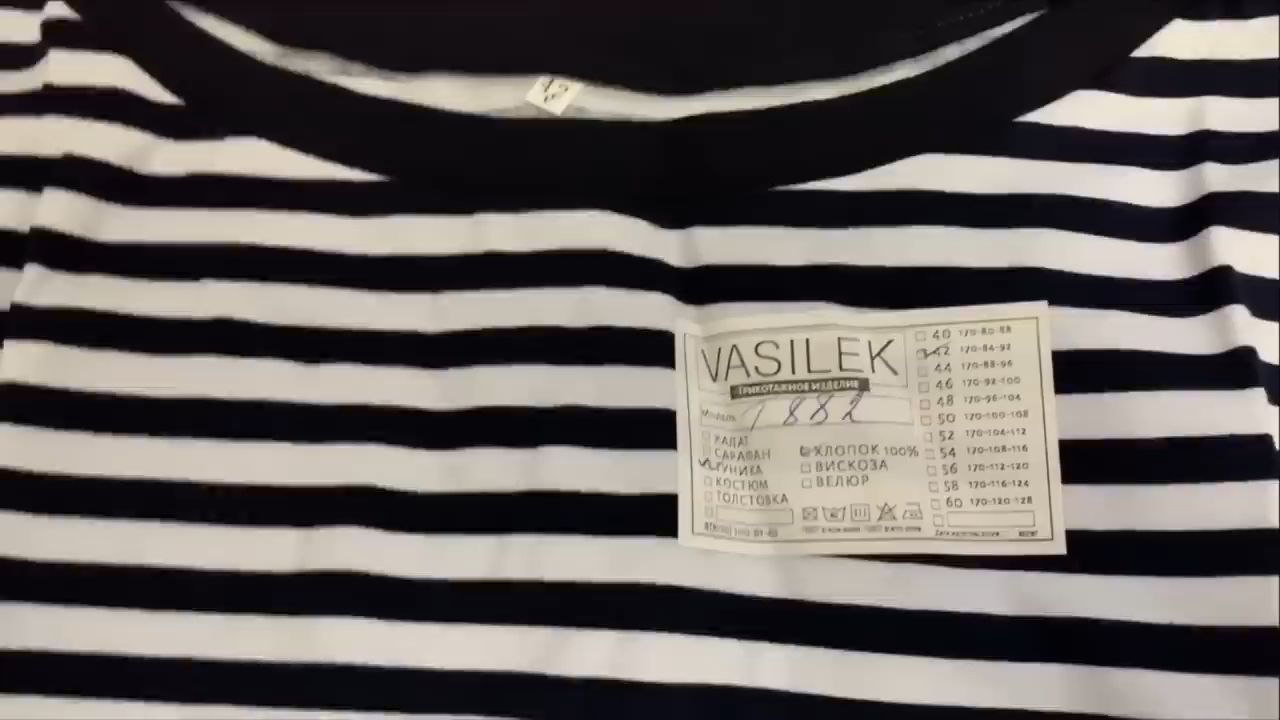 42
VASILEK
ТРИКОТАЖНОЕ ИЗДЕЛИЕ
Модель Т 882
ХАЛАТ
САРАФАН
ТУНИКА
КОСТЮМ
ТОЛСТОВКА
ХЛОПОК 100%
ВИСКОЗА
ВЕЛЮР
40 170-80-88
42 170-84-92
44 170-88-96
46 170-92-100
48 170-96-104
50 170-100-108
52 170-104-112
54 170-108-116
56 170-112-120
58 170-116-124
60 170-120-128